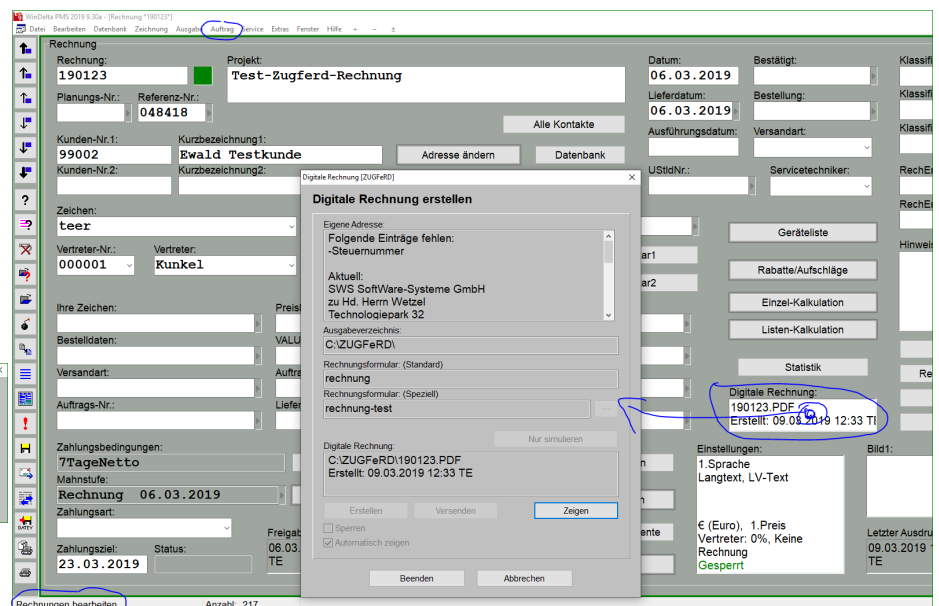 WinDelta PMS 2019 9.30a - [Rechnung *190123*]
Datei Bearbeiten Datenbank Zeichnung Ausgabe Auftrag Service Extras Fenster Hilfe + - ±
Rechnung
Rechnung: Projekt: Datum: Bestätigt:
190123 Test-Zugferd-Rechnung 06.03.2019
Planungs-Nr.: Referenz-Nr.: Lieferdatum: Bestellung:
048418 06.03.2019
Alle Kontakte
Kunden-Nr.1: Kurzbezeichnung1: Ausführungsdatum: Versandart:
99002 Ewald Testkunde Adresse ändern Datenbank
Kunden-Nr.2: Kurzbezeichnung2: UStIdNr.: Servicetechniker:
Digitale Rechnung [ZUGFeRD]
Digitale Rechnung erstellen
Zeichen:
teer
Geräteliste
Vertreter-Nr.: Vertreter:
000001 Kunkel
Rabatte/Aufschläge
Eigene Adresse:
Folgende Einträge fehlen:
-Steuernummer
Aktuell:
SWS SoftWare-Systeme GmbH
zu Hd. Herrn Wetzel
Technologiepark 32
Ihre Zeichen:
Einzel-Kalkulation
Ausgabeverzeichnis:
C:\ZUGFeRD\
Listen-Kalkulation
Bestelldaten:
Rechnungsformular: (Standard)
rechnung
Versandart:
Statistik
Rechnungsformular: (Speziell)
rechnung-test
Auftrags-Nr.:
Digitale Rechnung:
190123.PDF
Erstellt: 09.03.2019 12:33 TE
Nur simulieren
Zahlungsbedingungen:
7TageNetto
Digitale Rechnung:
C:\ZUGFeRD\190123.PDF
Erstellt: 09.03.2019 12:33 TE
Einstellungen: Bild1:
1.Sprache
Langtext, LV-Text
Mahnstufe:
Rechnung 06.03.2019
Erstellen Versenden Zeigen
Zahlungsart:
Sperren
Automatisch zeigen
€ (Euro), 1.Preis
Vertreter: 0%, Keine
Rechnung
Gesperrt
Zahlungsziel: Status:
23.03.2019
06.03.
TE
09.03.2019
TE
Beenden Abbrechen
Rechnungen bearbeiten Anzahl: 217
DATEV